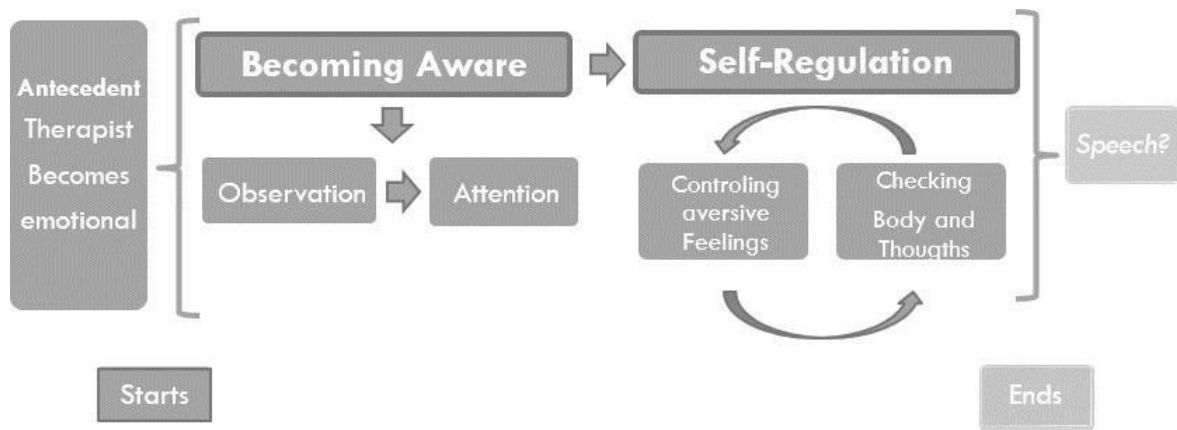 Antecedent
Therapist
Becomes
emotional
Becoming Aware
Observation
Attention
Self-Regulation
Controling
aversive
Feelings
Checking
Body and
Thougths
Speech?
Starts
Ends